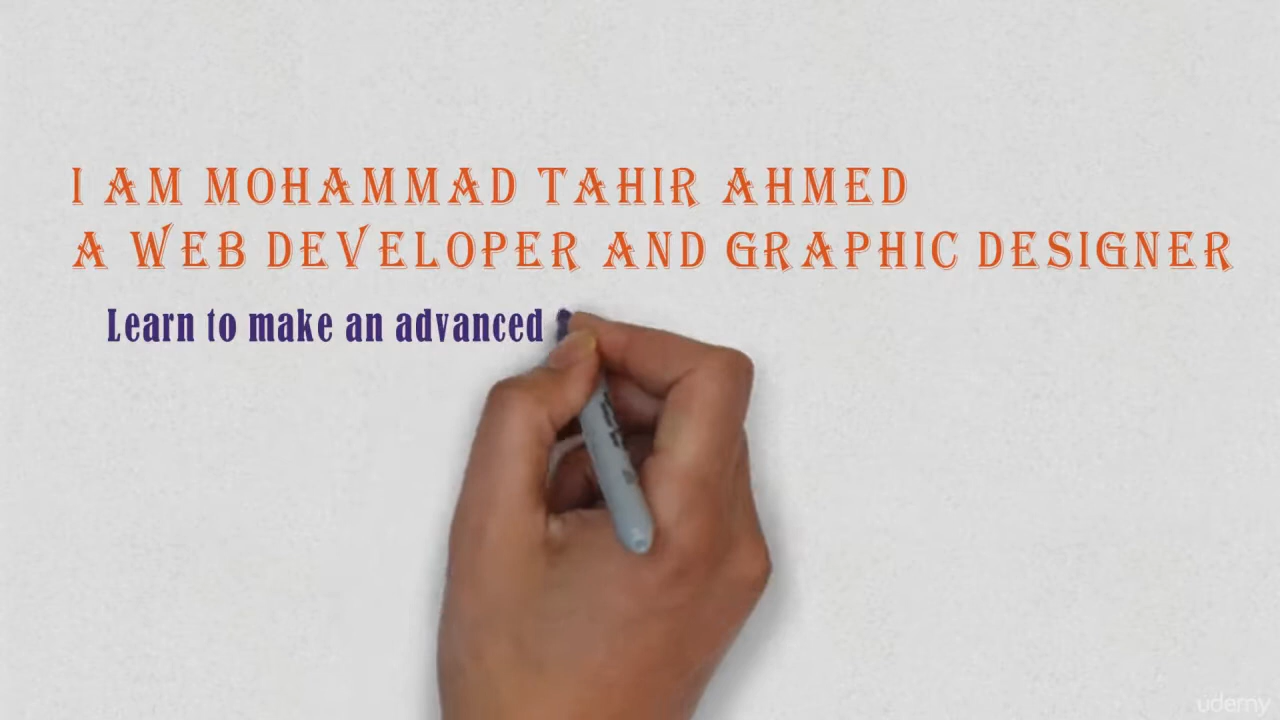 I AM MOHAMMAD TAHIR AHMED
A WEB DEVELOPER AND GRAPHIC DESIGNER
Learn to make an advanced
udemy